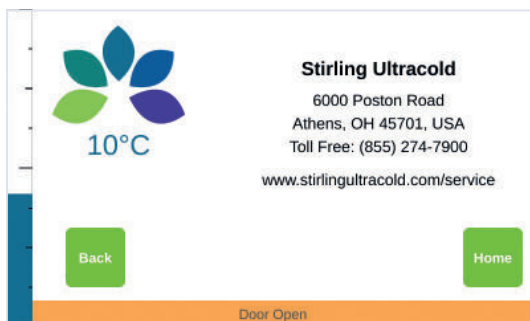 10°C
Stirling Ultracold
6000 Poston Road
Athens, OH 45701, USA
Toll Free: (855) 274-7900
www.stirlingultracold.com/service
Back
Home
Door Open